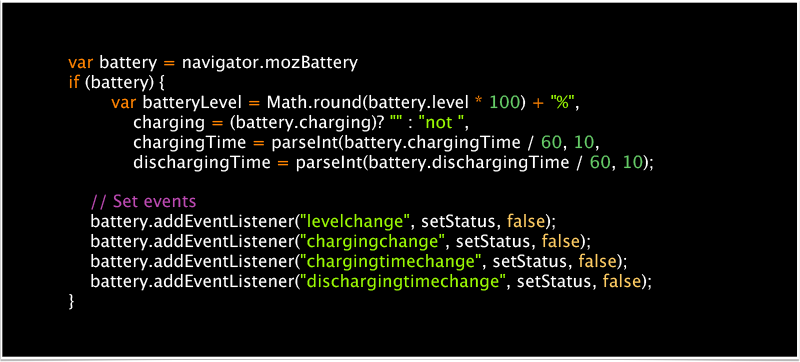 var battery = navigator.mozBattery
if (battery) {
var batteryLevel = Math.round(battery.level * 100) + "%",
charging = (battery.charging)? "" : "not ",
chargingTime = parseInt(battery.chargingTime / 60, 10,
dischargingTime = parseInt(battery.dischargingTime / 60, 10);
// Set events
battery.addEventListener("levelchange", setStatus, false);
battery.addEventListener("chargingchange", setStatus, false);
battery.addEventListener("chargingtimechange", setStatus, false);
battery.addEventListener("dischargingtimechange", setStatus, false);
}